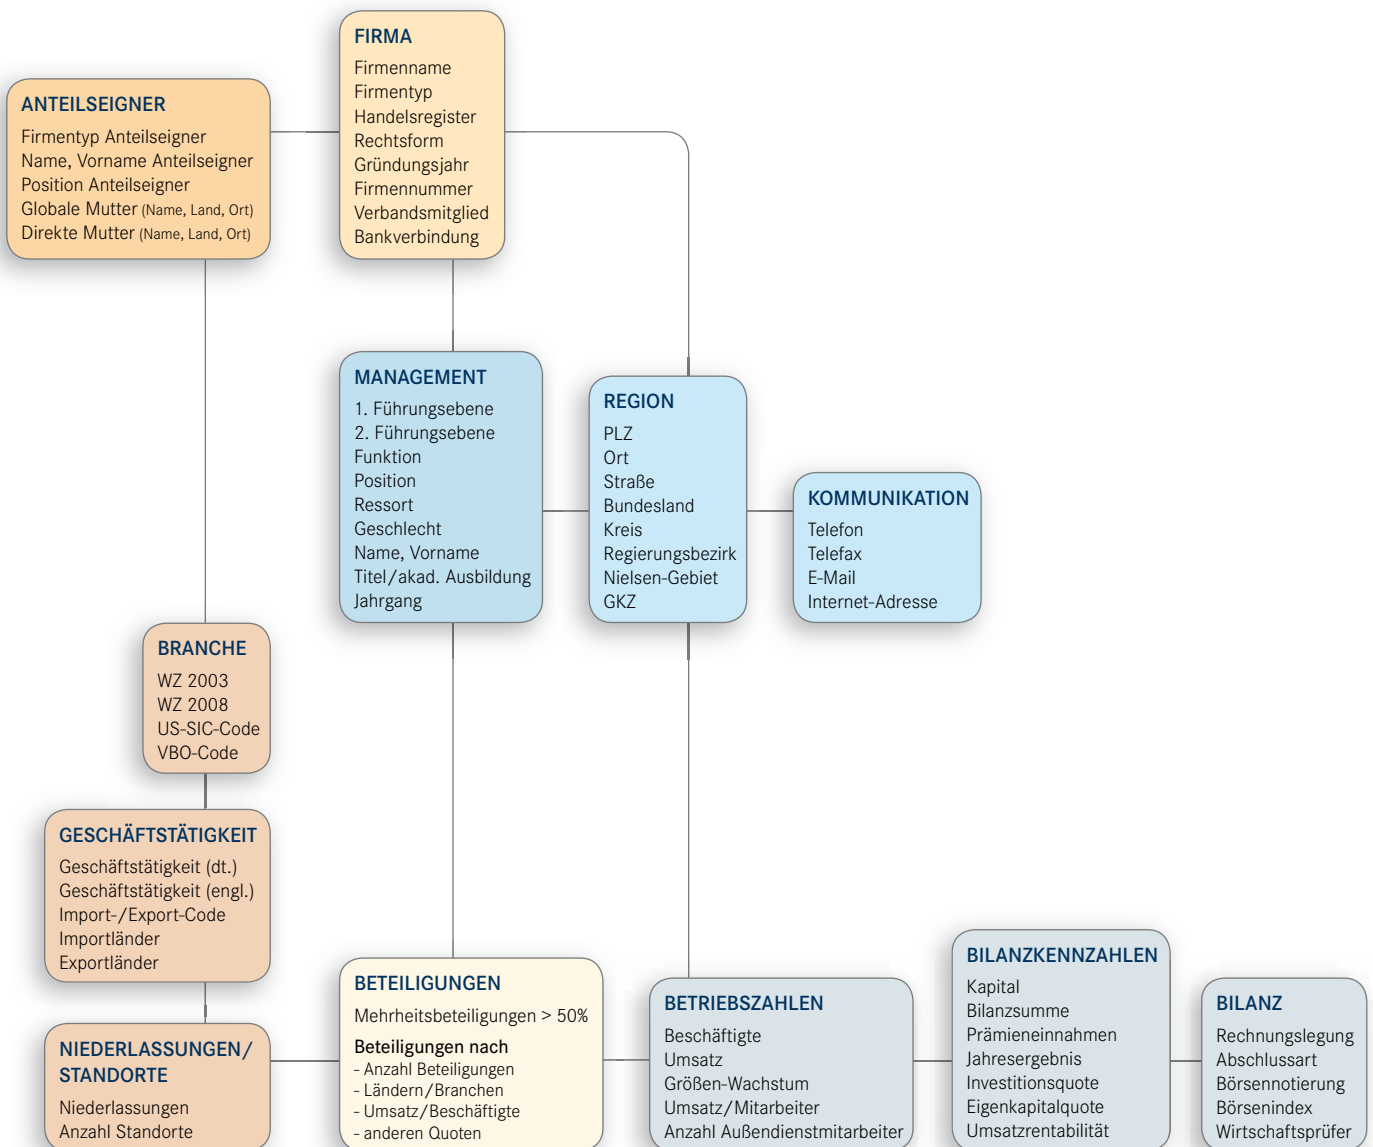 FIRMA
Firmenname
Firmentyp
Handelsregister
Rechtsform
Gründungsjahr
Firmennummer
Verbandsmitglied
Bankverbindung
ANTEILSEIGNER
Firmentyp Anteilseigner
Name, Vorname Anteilseigner
Position Anteilseigner
Globale Mutter (Name, Land, Ort)
Direkte Mutter (Name, Land, Ort)
MANAGEMENT
1. Führungsebene
2. Führungsebene
Funktion
Position
Ressort
Geschlecht
Name, Vorname
Titel/akad. Ausbildung
Jahrgang
REGION
PLZ
Ort
Straße
Bundesland
Kreis
Regierungsbezirk
Nielsen-Gebiet
GKZ
KOMMUNIKATION
Telefon
Telefax
E-Mail
Internet-Adresse
BRANCHE
WZ 2003
WZ 2008
US-SIC-Code
VBO-Code
GESCHÄFTSTÄTIGKEIT
Geschäftstätigkeit (dt.)
Geschäftstätigkeit (engl.)
Import-/Export-Code
Importländer
Exportländer
NIEDERLASSUNGEN/
STANDORTE
Niederlassungen
Anzahl Standorte
BETEILIGUNGEN
Mehrheitsbeteiligungen > 50%
Beteiligungen nach
- Anzahl Beteiligungen
- Ländern/Branchen
- Umsatz/Beschäftigte
- anderen Quoten
BETRIEBSZAHLEN
Beschäftigte
Umsatz
Größen-Wachstum
Umsatz/Mitarbeiter
Anzahl Außendienstmitarbeiter
BILANZKENNZAHLEN
Kapital
Bilanzsumme
Prämieneinnahmen
Jahresergebnis
Investitionsquote
Eigenkapitalquote
Umsatzrentabilität
BILANZ
Rechnungslegung
Abschlussart
Börsennotierung
Börsenindex
Wirtschaftsprüfer